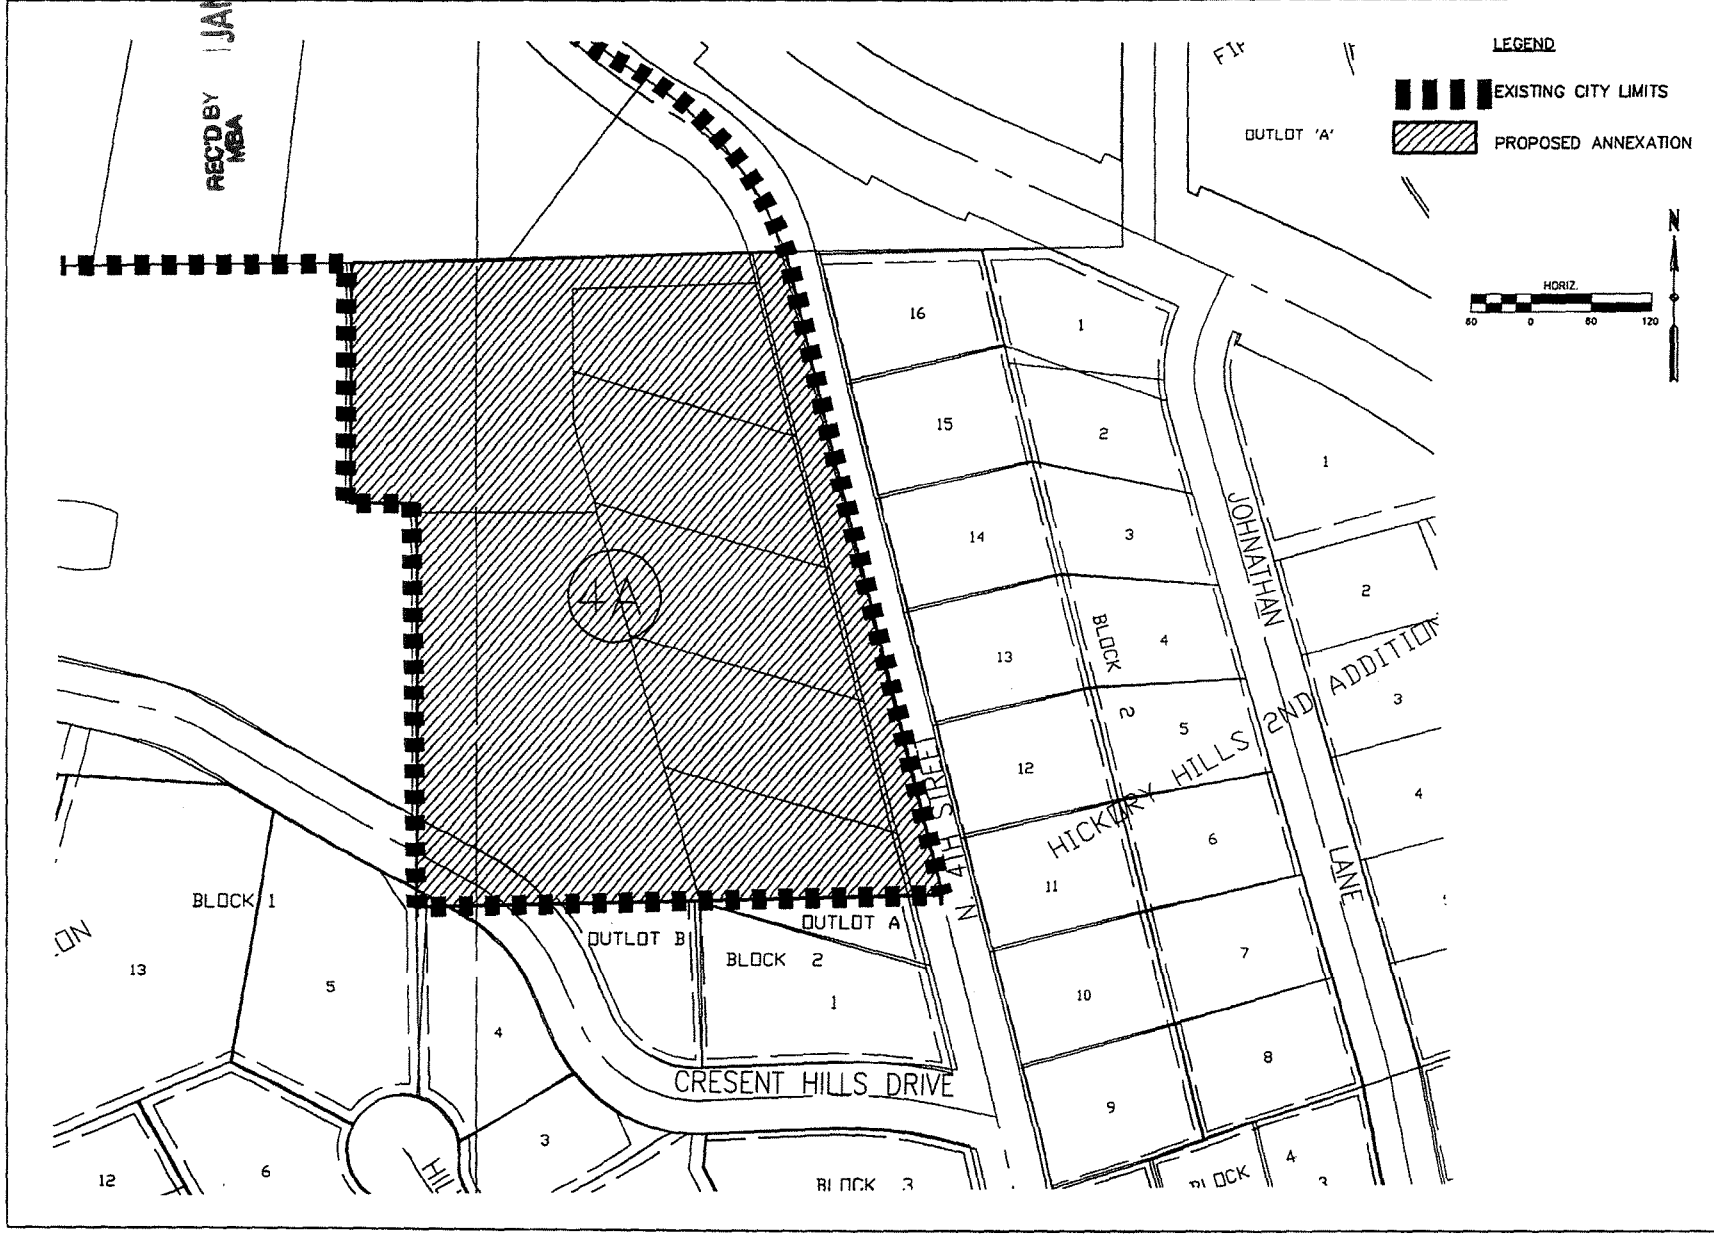 REC'D BY
MBA
LEGEND
EXISTING CITY LIMITS
PROPOSED ANNEXATION
OUTLOT 'A'
N
HORIZ.
60 0 60 120
16
1
15
2
1
14
3
JOHNATHAN
4A
2
13
BLOCK
4
3
2
5
12
HICKORY HILLS 2ND ADDITION
4
6
N. 4TH STREET
11
LANE
BLOCK 1
OUTLOT A
OUTLOT B
BLOCK 2
7
13
5
1
10
4
8
CRESENT HILLS DRIVE
9
3
12
6
BLOCK 3
BLOCK 4
3